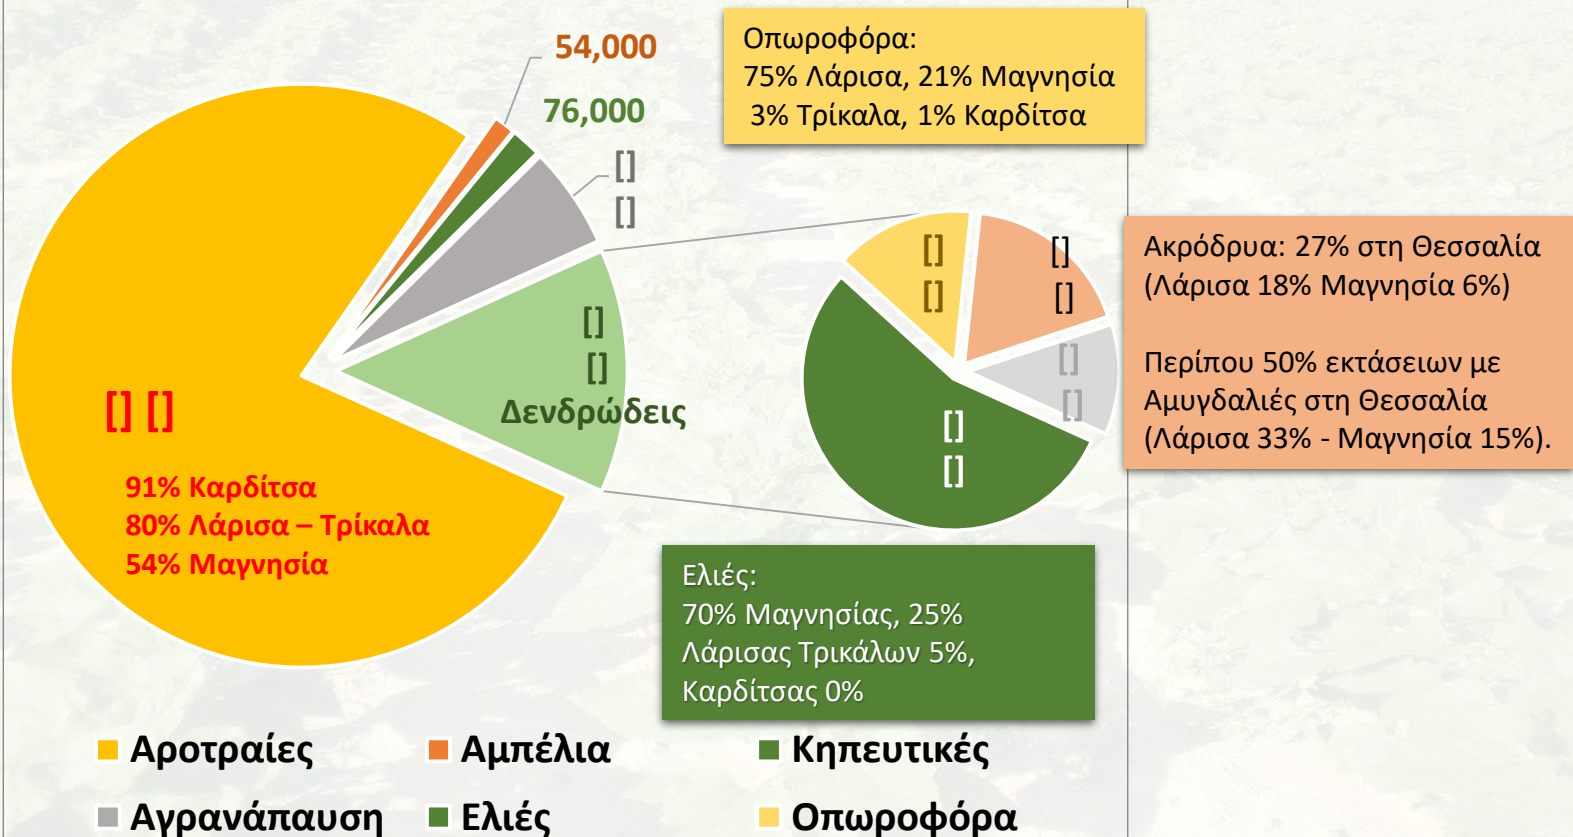 54,000
76,000
[]
[]
Οπωροφόρα:
75% Λάρισα, 21% Μαγνησία
3% Τρίκαλα, 1% Καρδίτσα
[]
[]
Δενδρώδεις
[] []
91% Καρδίτσα
80% Λάρισα – Τρίκαλα
54% Μαγνησία
[]
[]
[]
[]
[]
[]
[]
[]
Ακρόδρυα: 27% στη Θεσσαλία
(Λάρισα 18% Μαγνησία 6%)
Περίπου 50% εκτάσειων με
Αμυγδαλιές στη Θεσσαλία
(Λάρισα 33% - Μαγνησία 15%).
Ελιές:
70% Μαγνησίας, 25%
Λάρισας Τρικάλων 5%,
Καρδίτσας 0%
Αροτραίες
Αμπέλια
Κηπευτικές
Αγρανάπαυση
Ελιές
Οπωροφόρα